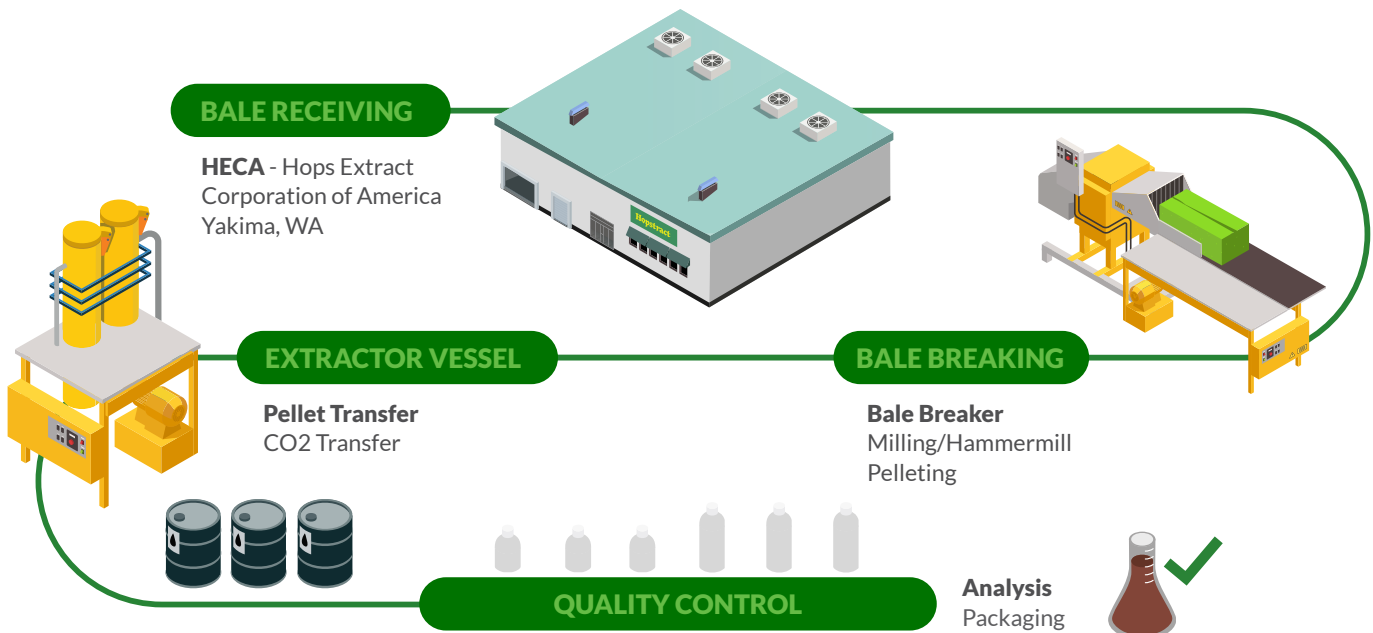 BALE RECEIVING
HECA - Hops Extract
Corporation of America
Yakima, WA
Hopstract
EXTRACTOR VESSEL
Pellet Transfer
CO2 Transfer
BALE BREAKING
Bale Breaker
Milling/Hammermill
Pelleting
QUALITY CONTROL
Analysis
Packaging